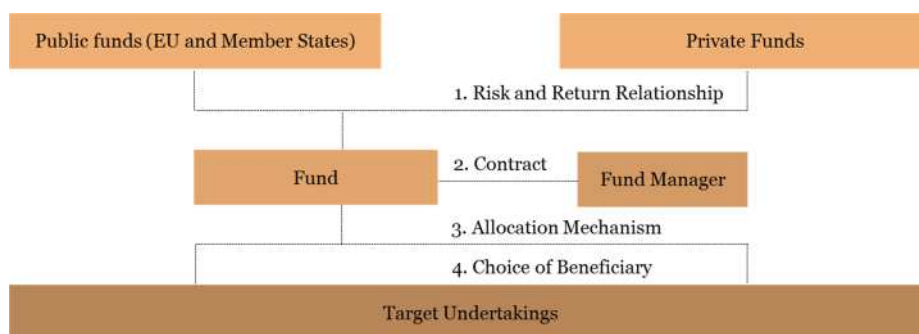 Public funds (EU and Member States)
Private Funds
1. Risk and Return Relationship
2. Contract
Fund
Fund Manager
3. Allocation Mechanism
4. Choice of Beneficiary
Target Undertakings